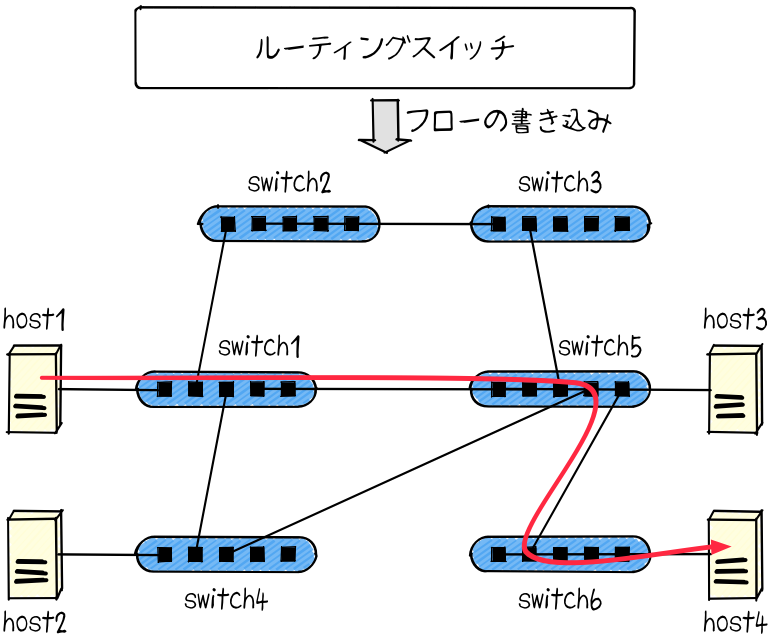 ルーティングスイッチ
フローの書き込み
switch2
switch3
host1
switch1
switch5
host3
host2
switch4
switch6
host4